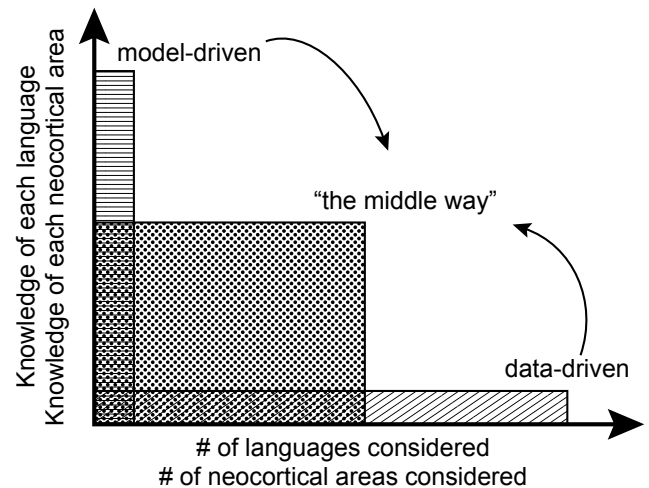 model-driven
Knowledge of each language
Knowledge of each neocortical area
“the middle way”
data-driven
# of languages considered
# of neocortical areas considered